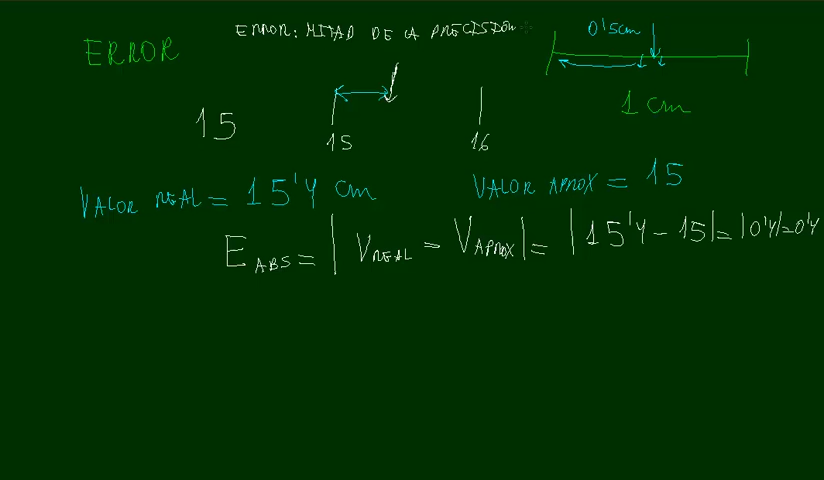 ERROR: MITAD DE LA PRECISION
0'5cm
ERROR
1 cm
15
15
16
VALOR REAL = 15'4 cm
VALOR APROX = 15
E ABS = | V REAL - V APROX | = | 15'4 - 15 | = | 0'4 | = 0'4